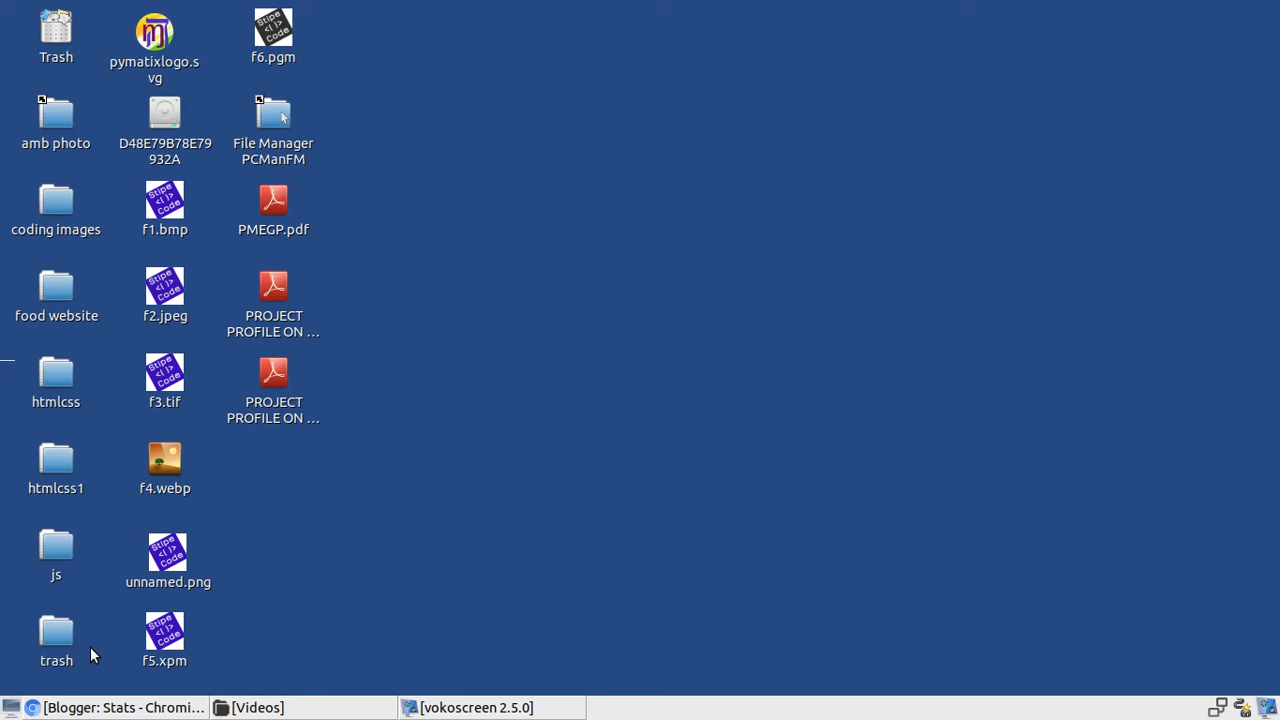 Trash
pymatixlogo.s
vg
f6.pgm
amb photo
D48E79B78E79
932A
File Manager
PCManFM
coding images
Stipe
<{ }>
Code
f1.bmp
PMEGP.pdf
food website
f2.jpeg
PROJECT
PROFILE ON ...
htmlcss
f3.tif
PROJECT
PROFILE ON ...
htmlcss1
f4.webp
js
unnamed.png
trash
f5.xpm
[Blogger: Stats - Chromi...
[Videos]
[vokoscreen 2.5.0]